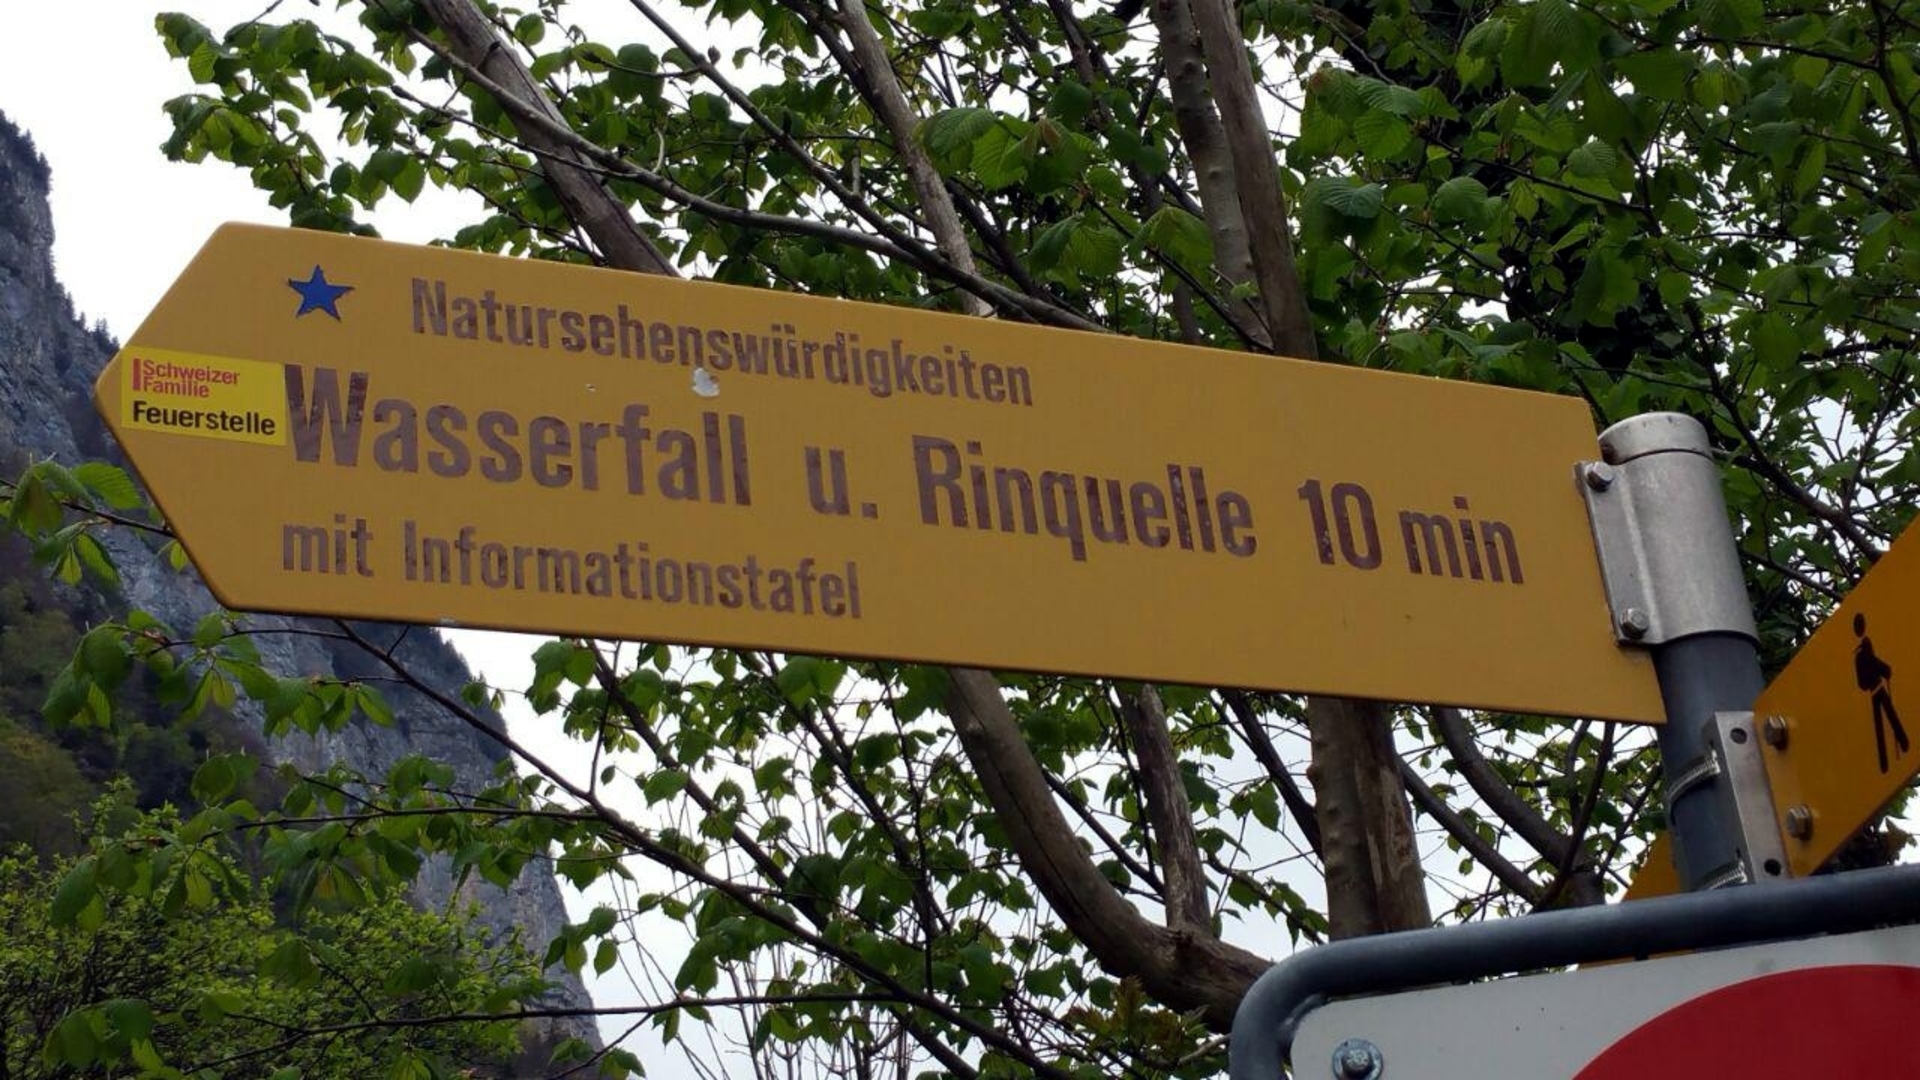 Natursehenswürdigkeiten
Schweizer
Familie
Feuerstelle
Wasserfall u. Rinquelle 10 min
mit Informationstafel